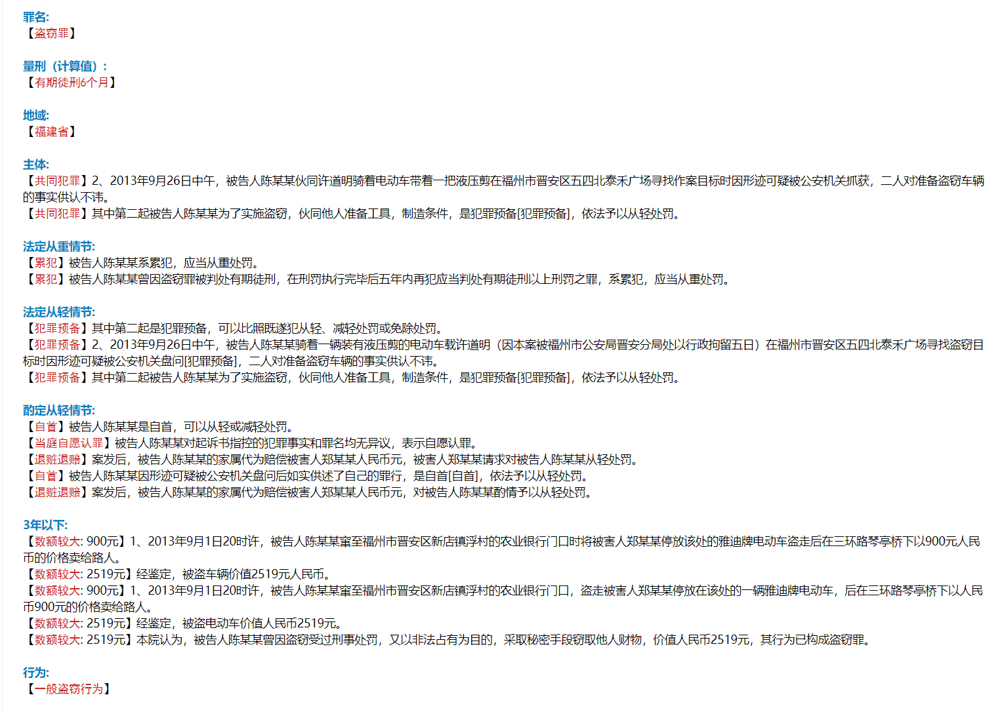 罪名:
【盗窃罪】
量刑（计算值）:
【有期徒刑6个月】
地域:
【福建省】
主体:
【共同犯罪】2、2013年9月26日中午，被告人陈某某伙同许道明骑着电动车带着一把液压剪在福州市晋安区五四北泰禾广场寻找作案目标时因形迹可疑被公安机关抓获，二人对准备盗窃车辆
的事实供认不讳。
【共同犯罪】其中第二起被告人陈某某为了实施盗窃，伙同他人准备工具，制造条件，是犯罪预备[犯罪预备]，依法予以从轻处罚。
法定从重情节:
【累犯】被告人陈某某系累犯，应当从重处罚。
【累犯】被告人陈某某曾因盗窃罪被判处有期徒刑，在刑罚执行完毕后五年内再犯应当判处有期徒刑以上刑罚之罪，系累犯，应当从重处罚。
法定从轻情节:
【犯罪预备】其中第二起是犯罪预备，可以比照既遂犯从轻、减轻处罚或免除处罚。
【犯罪预备】2、2013年9月26日中午，被告人陈某某骑着一辆装有液压剪的电动车载许道明（因本案被福州市公安局晋安分局处以行政拘留五日）在福州市晋安区五四北泰禾广场寻找盗窃目
标时因形迹可疑被公安机关盘问[犯罪预备]，二人对准备盗窃车辆的事实供认不讳。
【犯罪预备】其中第二起被告人陈某某为了实施盗窃，伙同他人准备工具，制造条件，是犯罪预备[犯罪预备]，依法予以从轻处罚。
酌定从轻情节:
【自首】被告人陈某某是自首，可以从轻或减轻处罚。
【当庭自愿认罪】被告人陈某某对起诉书指控的犯罪事实和罪名均无异议，表示自愿认罪。
【退赃退赔】案发后，被告人陈某某的家属代为赔偿被害人郑某某人民币元，被害人郑某某请求对被告人陈某某从轻处罚。
【自首】被告人陈某某因形迹可疑被公安机关盘问后如实供述了自己的罪行，是自首[自首]，依法予以从轻处罚。
【退赃退赔】案发后，被告人陈某某的家属代为赔偿被害人郑某某人民币元，对被告人陈某某酌情予以从轻处罚。
3年以下:
【数额较大: 900元】1、2013年9月1日20时许，被告人陈某某窜至福州市晋安区新店镇浮村的农业银行门口时将被害人郑某某停放该处的雅迪牌电动车盗走后在三环路琴亭桥下以900元人民
币的价格卖给路人。
【数额较大: 2519元】经鉴定，被盗车辆价值2519元人民币。
【数额较大: 900元】1、2013年9月1日20时许，被告人陈某某窜至福州市晋安区新店镇浮村的农业银行门口，盗走被害人郑某某停放在该处的一辆雅迪牌电动车，后在三环路琴亭桥下以人民
币900元的价格卖给路人。
【数额较大: 2519元】经鉴定，被盗电动车价值人民币2519元。
【数额较大: 2519元】本院认为，被告人陈某某曾因盗窃受过刑事处罚，又以非法占有为目的，采取秘密手段窃取他人财物，价值人民币2519元，其行为已构成盗窃罪。
行为:
【一般盗窃行为】